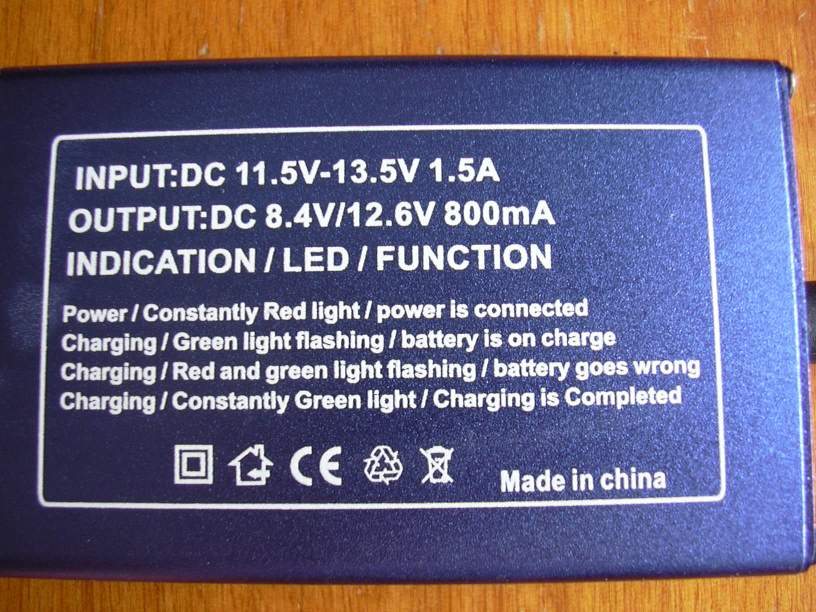 INPUT:DC 11.5V-13.5V 1.5A
OUTPUT:DC 8.4V/12.6V 800mA
INDICATION / LED / FUNCTION
Power / Constantly Red light / power is connected
Charging / Green light flashing / battery is on charge
Charging / Red and green light flashing / battery goes wrong
Charging / Constantly Green light / Charging is Completed
CE
Made in china